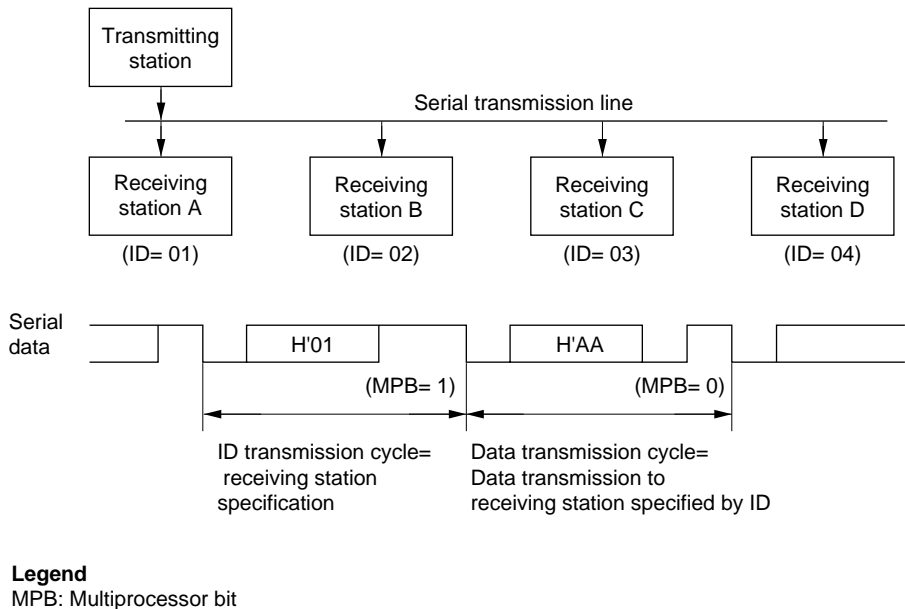 Transmitting
station
Serial transmission line
Receiving
station A
Receiving
station B
Receiving
station C
Receiving
station D
(ID= 01)
(ID= 02)
(ID= 03)
(ID= 04)
Serial
data
H'01
H'AA
(MPB= 1)
(MPB= 0)
ID transmission cycle=
receiving station
specification
Data transmission cycle=
Data transmission to
receiving station specified by ID
Legend
MPB: Multiprocessor bit